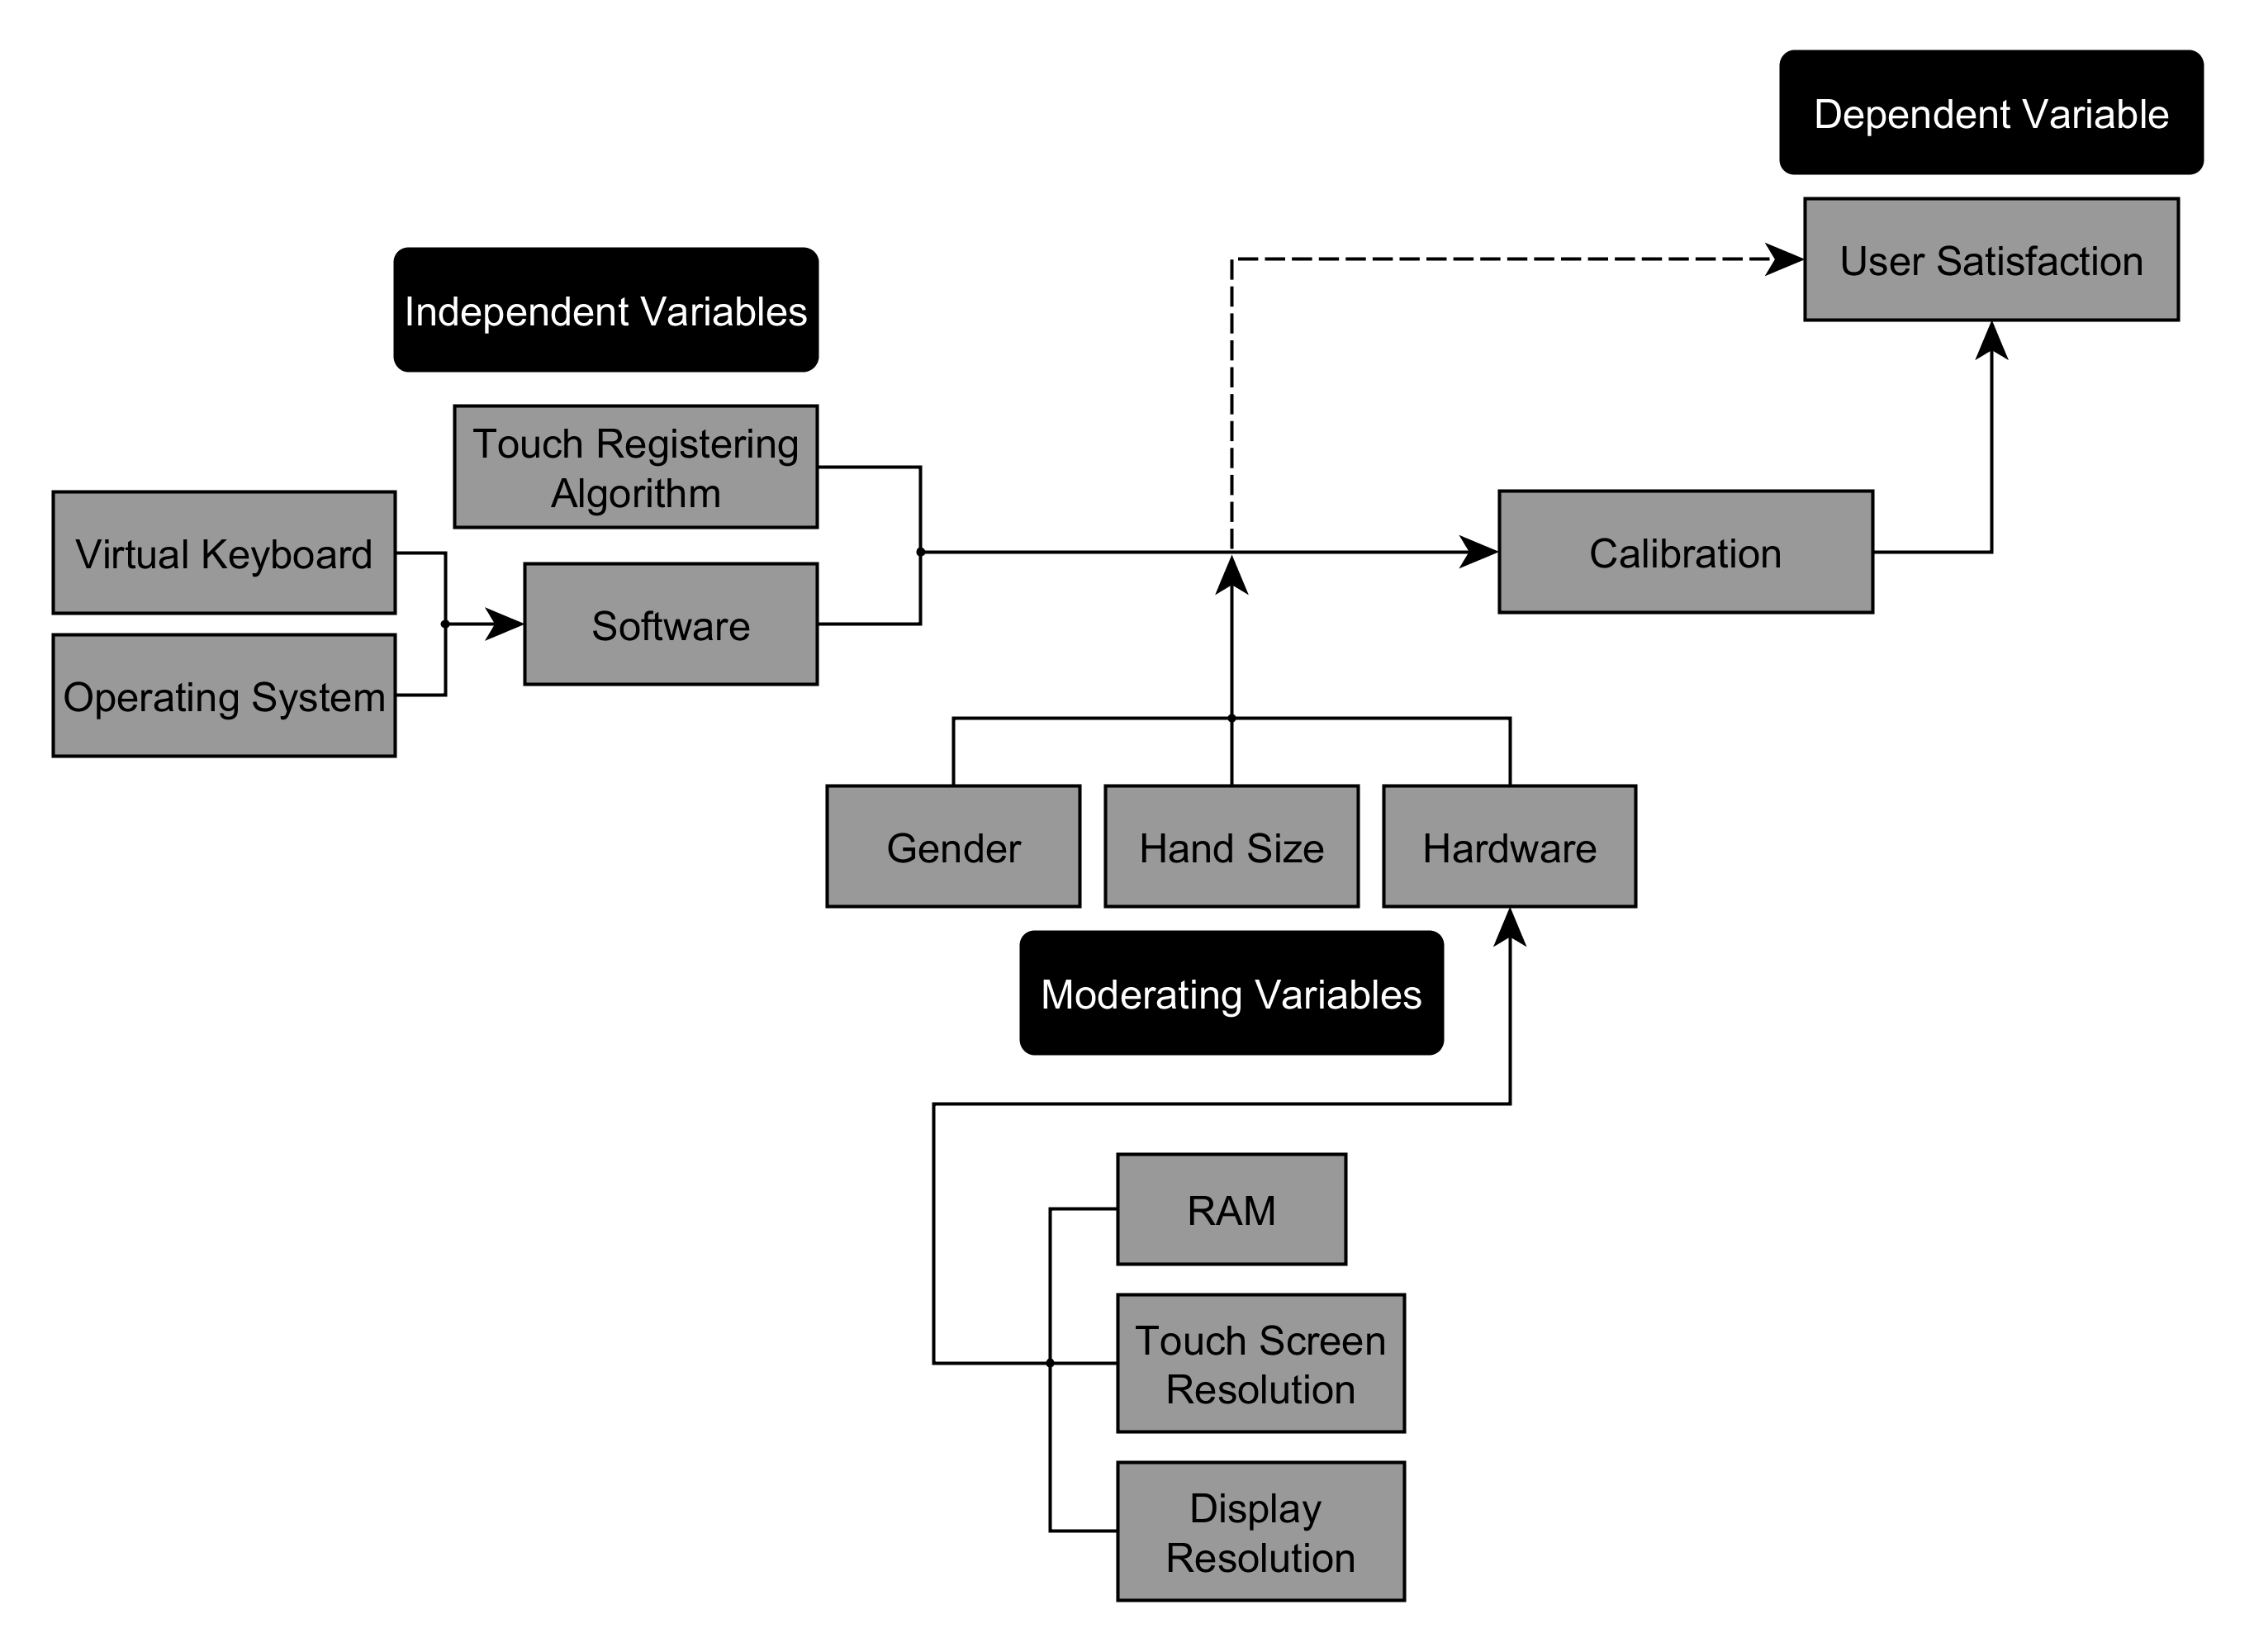 Dependent Variable
User Satisfaction
Independent Variables
Touch Registering
Algorithm
Virtual Keyboard
Software
Operating System
Calibration
Gender
Hand Size
Hardware
Moderating Variables
RAM
Touch Screen
Resolution
Display
Resolution